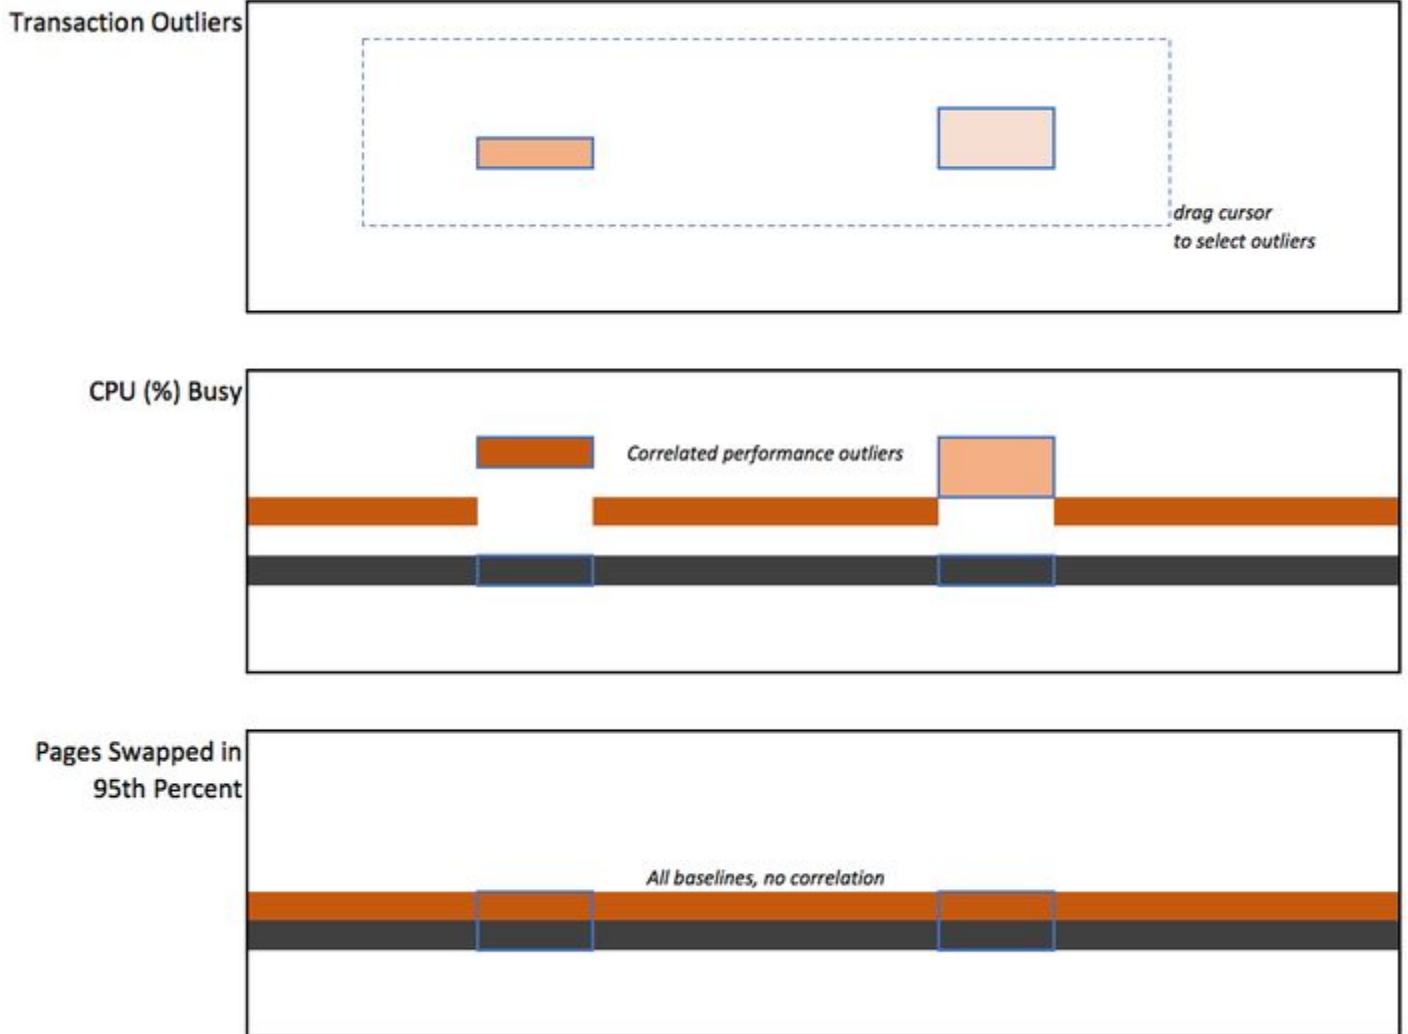 Transaction Outliers
drag cursor
to select outliers
CPU (%) Busy
Correlated performance outliers
Pages Swapped in
95th Percent
All baselines, no correlation